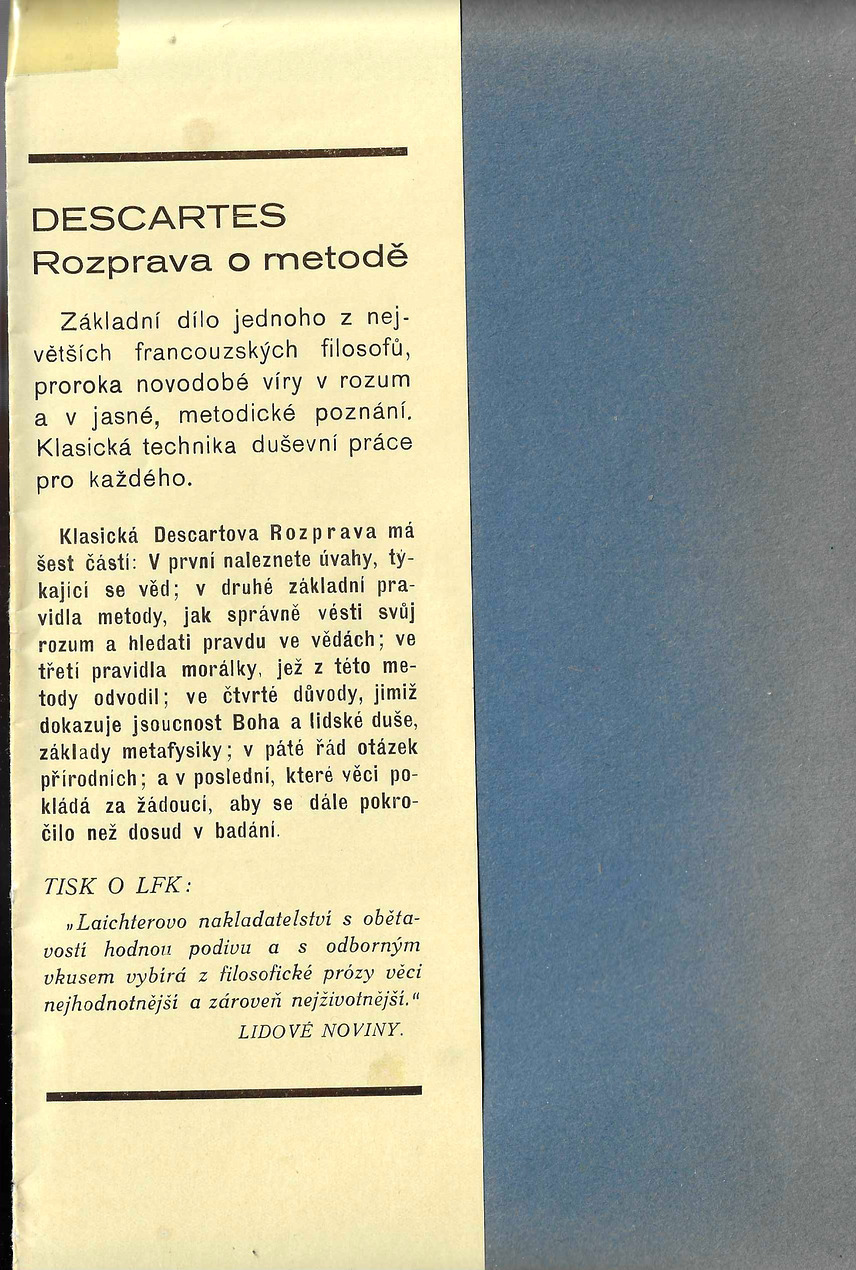 DESCARTES
Rozprava o metodě
Základní dílo jednoho z nej-
větších francouzských filosofů,
proroka novodobé víry v rozum
a v jasné, metodické poznání.
Klasická technika duševní práce
pro každého.
Klasická Descartova Rozprava má
šest částí: V první naleznete úvahy, tý-
kající se věd; v druhé základní pra-
vidla metody, jak správně vésti svůj
rozum a hledati pravdu ve vědách; ve
třetí pravidla morálky, jež z této me-
tody odvodil; ve čtvrté důvody, jimiž
dokazuje jsoucnost Boha a lidské duše,
základy metafysiky; v páté řád otázek
přírodních; a v poslední, které věci po-
kládá za žádoucí, aby se dále pokro-
čilo než dosud v badání.
TISK O LFK:
„Laichterovo nakladatelství s oběta-
vostí hodnou podivu a s odborným
vkusem vybírá z filosofické prózy věci
nejhodnotnější a zároveň nejživotnější."
LIDOVÉ NOVINY.